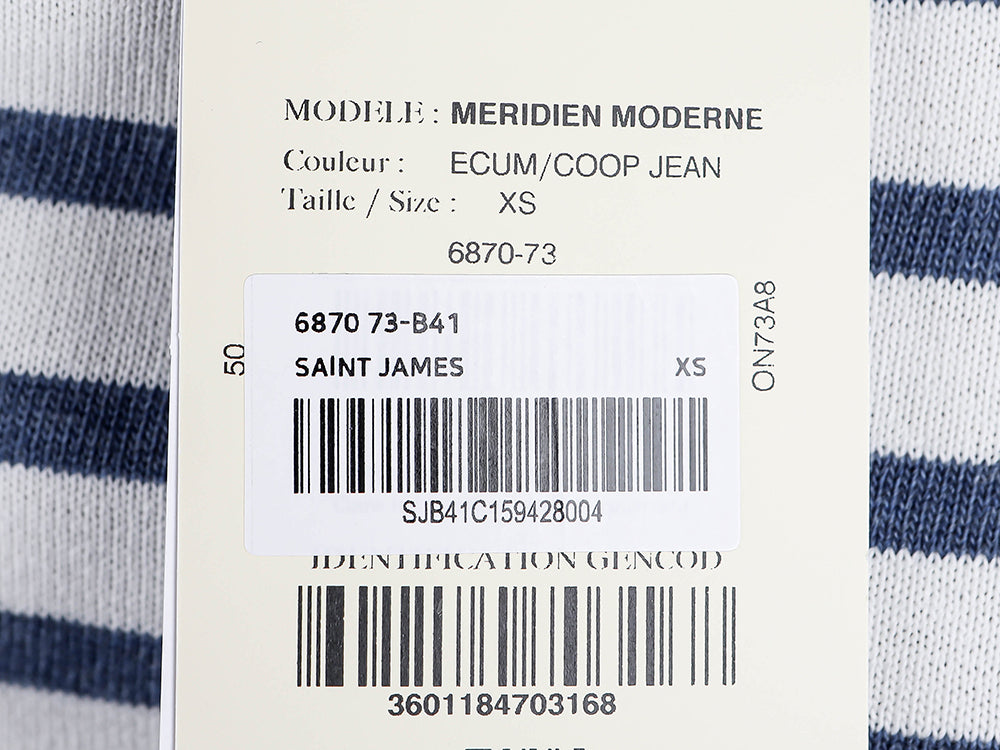 MODELE : MERIDIEN MODERNE
Couleur : ECUM/COOP JEAN
Taille / Size : XS
6870-73
6870 73-B41
SAINT JAMES XS
50
ON73A8
SJB41C159428004
IDENTIFICATION GENCOD
3601184703168